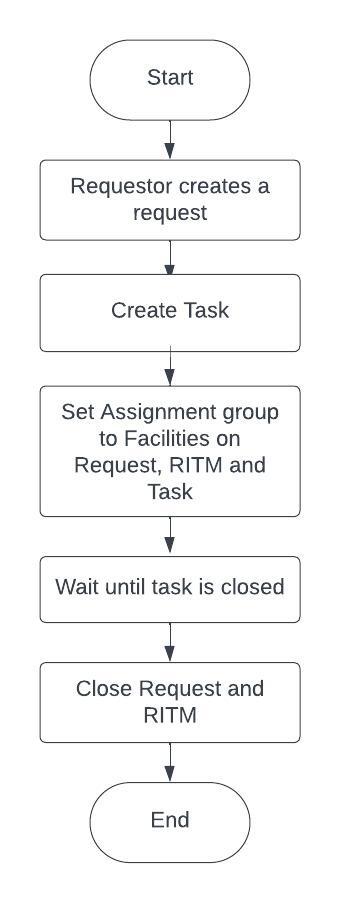 Start
Requestor creates a
request
Create Task
Set Assignment group
to Facilities on
Request, RITM and
Task
Wait until task is closed
Close Request and
RITM
End